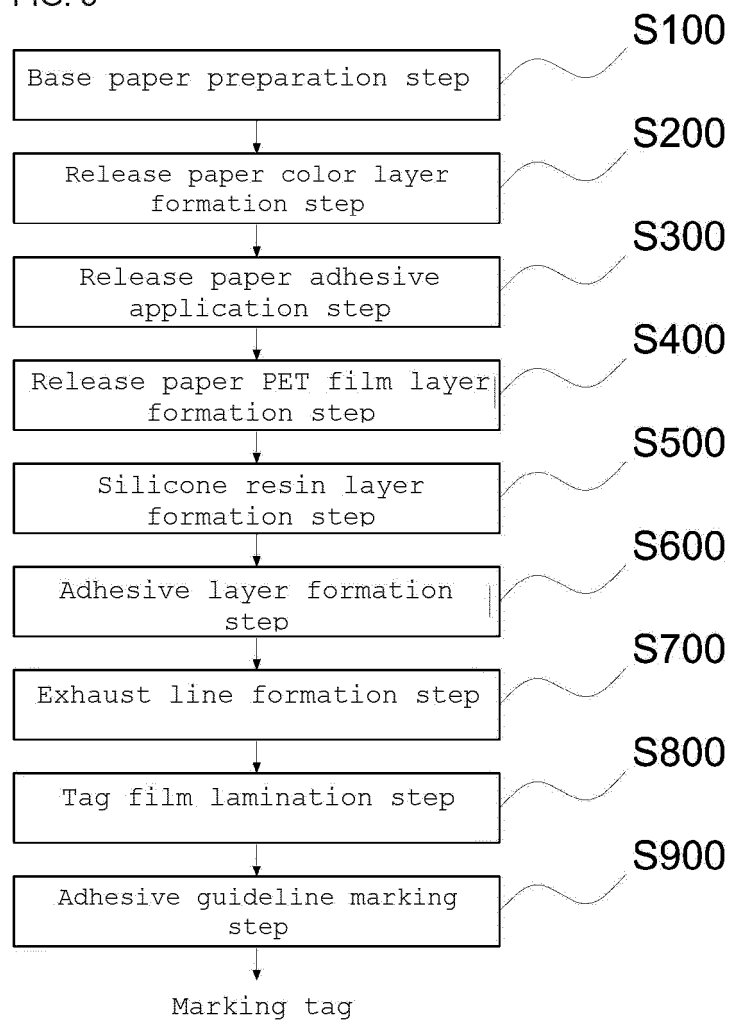 S100
Base paper preparation step
S200
Release paper color layer
formation step
S300
Release paper adhesive
application step
S400
Release paper PET film layer
formation step
S500
Silicone resin layer
formation step
S600
Adhesive layer formation
step
S700
Exhaust line formation step
S800
Tag film lamination step
S900
Adhesive guideline marking
step
Marking tag